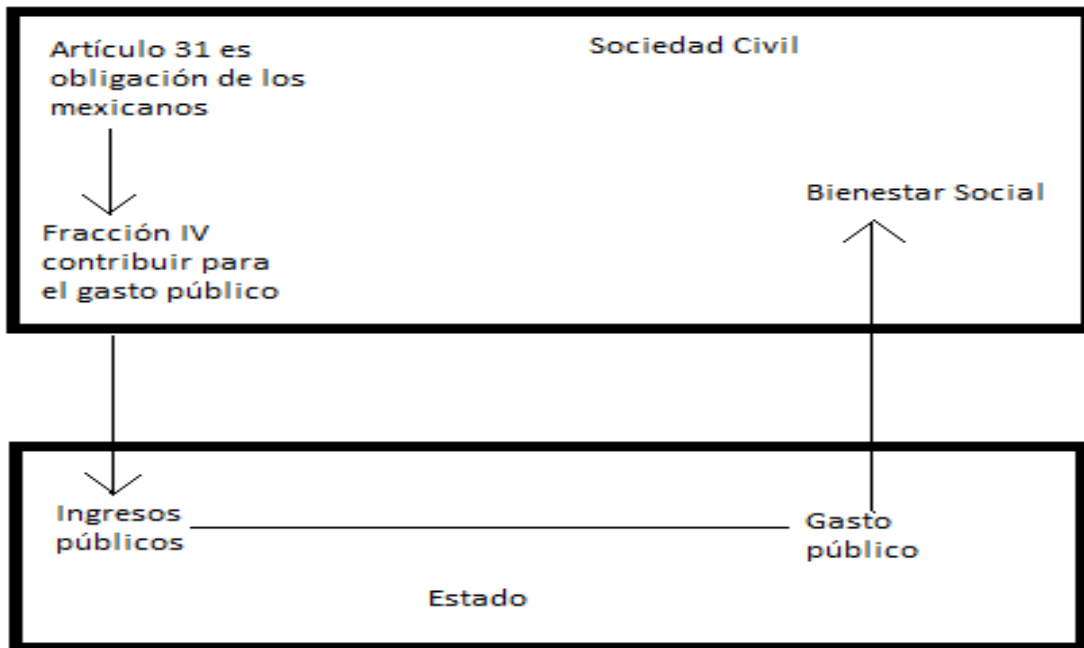 Artículo 31 es
obligación de los
mexicanos
Sociedad Civil
Bienestar Social
Fracción IV
contribuir para
el gasto público
Ingresos
públicos
Gasto
público
Estado